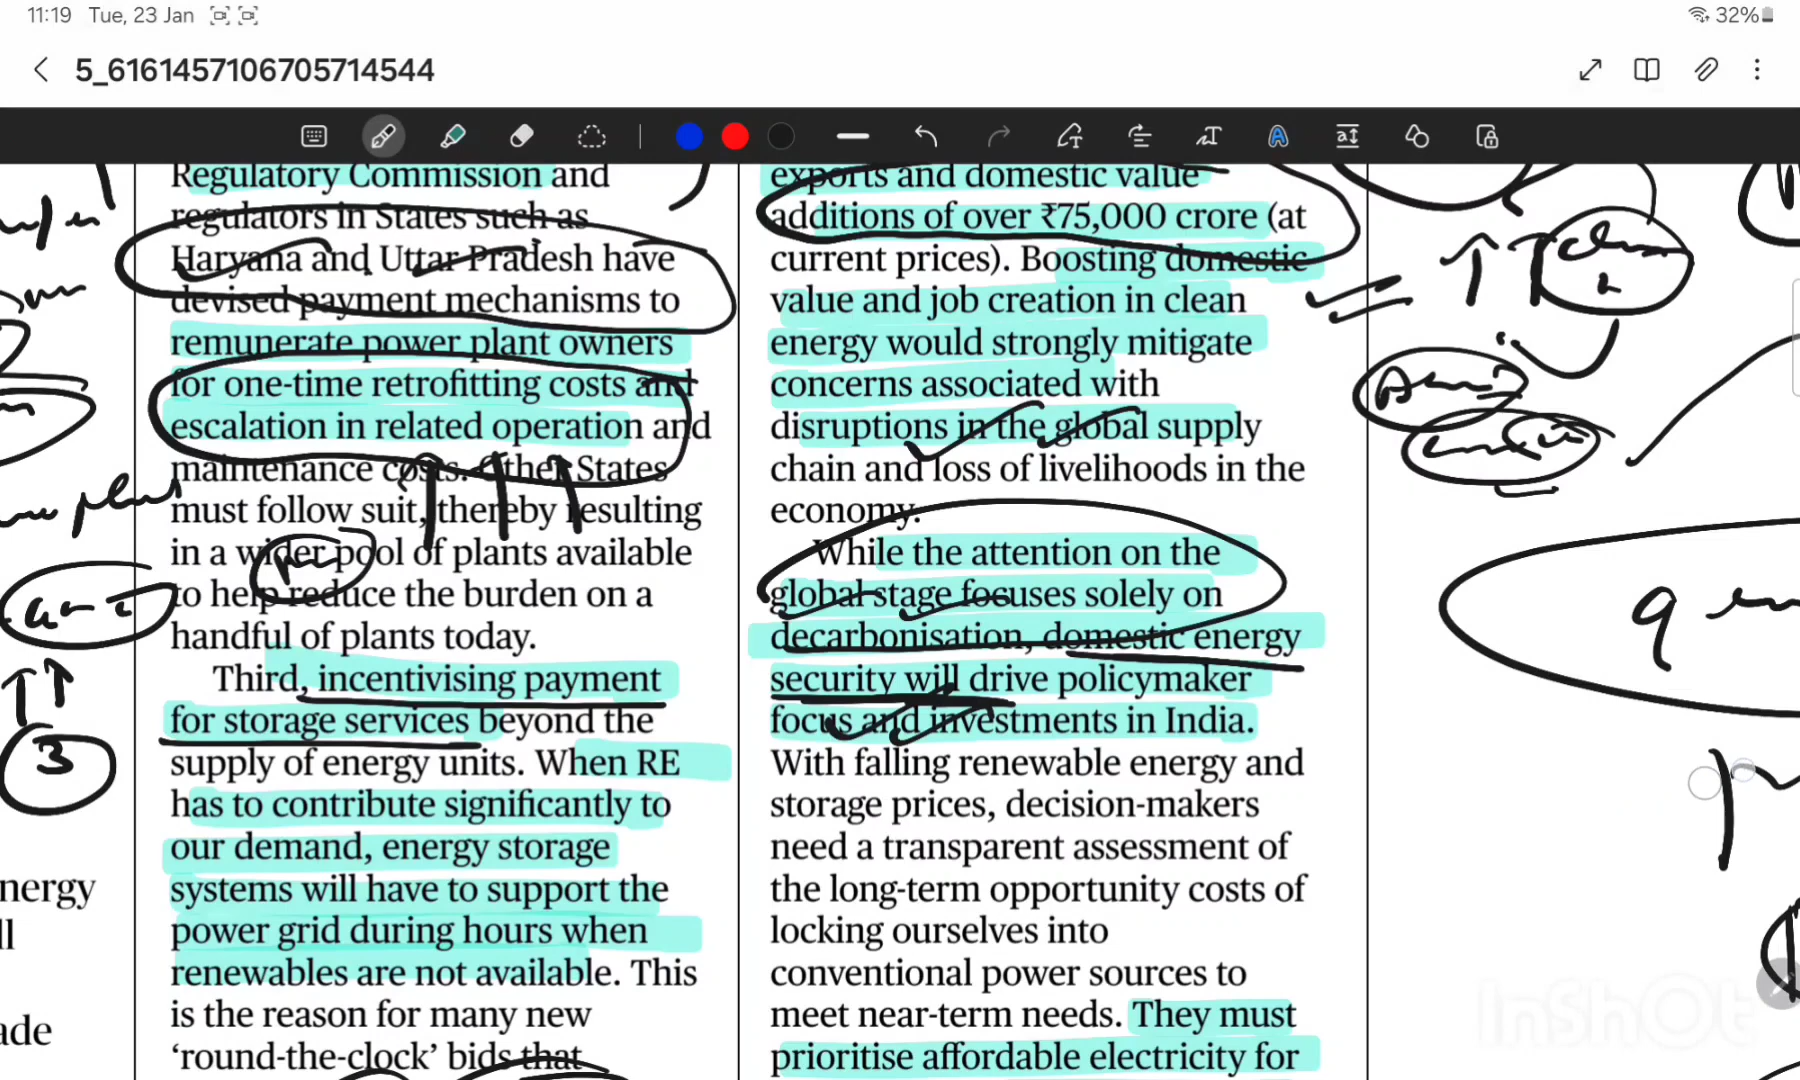 11:19 Tue, 23 Jan
32%
5_6161457106705714544
Regulatory Commission and
regulators in States such as
Haryana and Uttar Pradesh have
devised payment mechanisms to
remunerate power plant owners
for one-time retrofitting costs and
escalation in related operation and
maintenance costs. Other States
must follow suit, thereby resulting
in a wider pool of plants available
to help reduce the burden on a
handful of plants today.
Third, incentivising payment
for storage services beyond the
supply of energy units. When RE
has to contribute significantly to
our demand, energy storage
systems will have to support the
power grid during hours when
renewables are not available. This
is the reason for many new
‘round-the-clock’ bids that
exports and domestic value
additions of over ₹75,000 crore (at
current prices). Boosting domestic
value and job creation in clean
energy would strongly mitigate
concerns associated with
disruptions in the global supply
chain and loss of livelihoods in the
economy.
While the attention on the
global stage focuses solely on
decarbonisation, domestic energy
security will drive policymaker
focus and investments in India.
With falling renewable energy and
storage prices, decision-makers
need a transparent assessment of
the long-term opportunity costs of
locking ourselves into
conventional power sources to
meet near-term needs. They must
prioritise affordable electricity for
3
nergy
ll
ade
InShOt